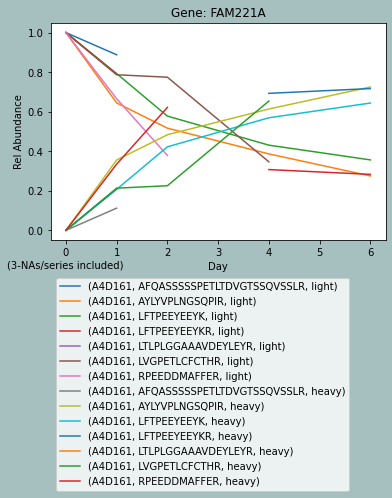 Gene: FAM221A
1.0
0.8
0.6
0.4
0.2
0.0
Rel Abundance
0 1 2 3 4 5 6
(3-NAs/series included)
Day
(A4D161, AFQASSSSSPETLTDVGTSSQVSSLR, light)
(A4D161, AYLYVPLNGSQPIR, light)
(A4D161, LFTPEEYEEYK, light)
(A4D161, LFTPEEYEEYKR, light)
(A4D161, LTLPLGGAAAVDEYLEYR, light)
(A4D161, LVGPETLCFCTHR, light)
(A4D161, RPEEDDMAFFER, light)
(A4D161, AFQASSSSSPETLTDVGTSSQVSSLR, heavy)
(A4D161, AYLYVPLNGSQPIR, heavy)
(A4D161, LFTPEEYEEYK, heavy)
(A4D161, LFTPEEYEEYKR, heavy)
(A4D161, LTLPLGGAAAVDEYLEYR, heavy)
(A4D161, LVGPETLCFCTHR, heavy)
(A4D161, RPEEDDMAFFER, heavy)